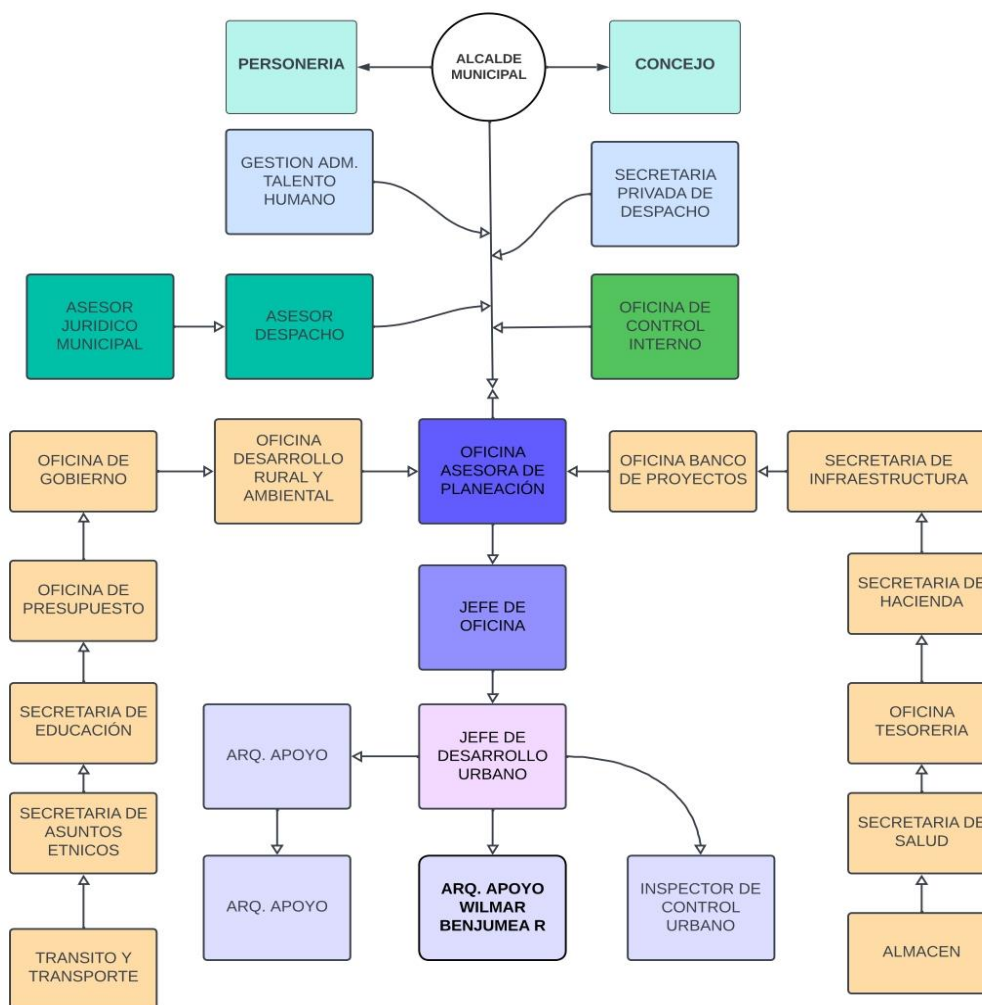 PERSONERIA
ALCALDE
MUNICIPAL
CONCEJO
GESTION ADM.
TALENTO
HUMANO
SECRETARIA
PRIVADA DE
DESPACHO
ASESOR
JURIDICO
MUNICIPAL
ASESOR
DESPACHO
OFICINA DE
CONTROL
INTERNO
OFICINA DE
GOBIERNO
OFICINA
DESARROLLO
RURAL Y
AMBIENTAL
OFICINA
ASESORA DE
PLANEACIÓN
OFICINA BANCO
DE PROYECTOS
SECRETARIA DE
INFRAESTRUCTURA
OFICINA DE
PRESUPUESTO
JEFE DE
OFICINA
SECRETARIA DE
HACIENDA
SECRETARIA DE
EDUCACIÓN
ARQ. APOYO
JEFE DE
DESARROLLO
URBANO
OFICINA
TESORERIA
SECRETARIA DE
ASUNTOS
ETNICOS
ARQ. APOYO
ARQ. APOYO
WILMAR
BENJUMEA R
INSPECTOR DE
CONTROL
URBANO
SECRETARIA DE
SALUD
TRANSITO Y
TRANSPORTE
ALMACEN